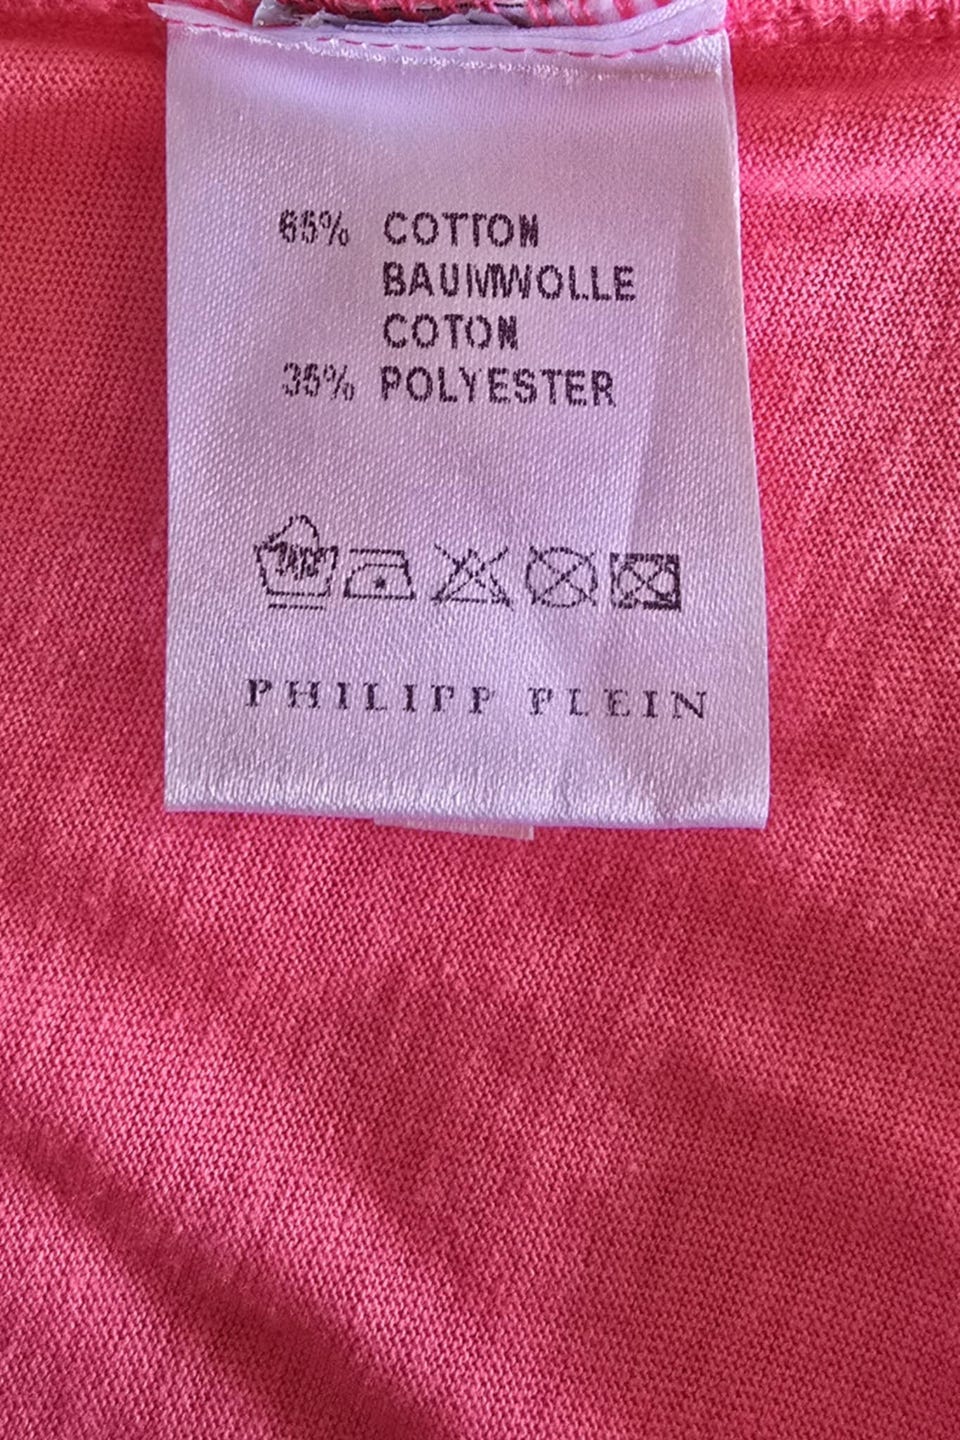 65% COTTON
BAUMWOLLE
COTON
35% POLYESTER
PHILIPP PLEIN